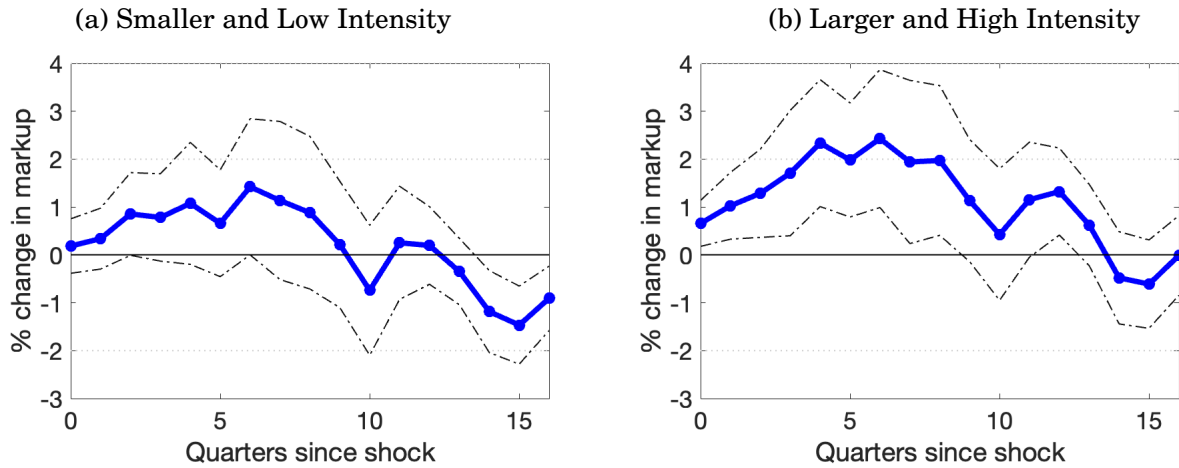 (a) Smaller and Low Intensity
4
3
2
1
0
-1
-2
-3
% change in markup
0 5 10 15
Quarters since shock
(b) Larger and High Intensity
4
3
2
1
0
-1
-2
-3
% change in markup
0 5 10 15
Quarters since shock